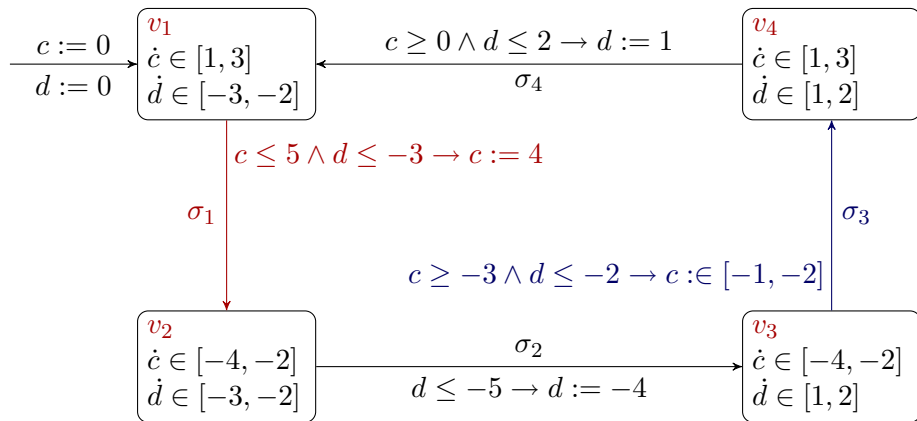 c := 0
d := 0
v₁
ċ ∈ [1, 3]
ḋ ∈ [−3, −2]
c ≥ 0 ∧ d ≤ 2 → d := 1
σ₄
v₄
ċ ∈ [1, 3]
ḋ ∈ [1, 2]
c ≤ 5 ∧ d ≤ −3 → c := 4
σ₁
σ₃
c ≥ −3 ∧ d ≤ −2 → c :∈ [−1, −2]
v₂
ċ ∈ [−4, −2]
ḋ ∈ [−3, −2]
σ₂
d ≤ −5 → d := −4
v₃
ċ ∈ [−4, −2]
ḋ ∈ [1, 2]